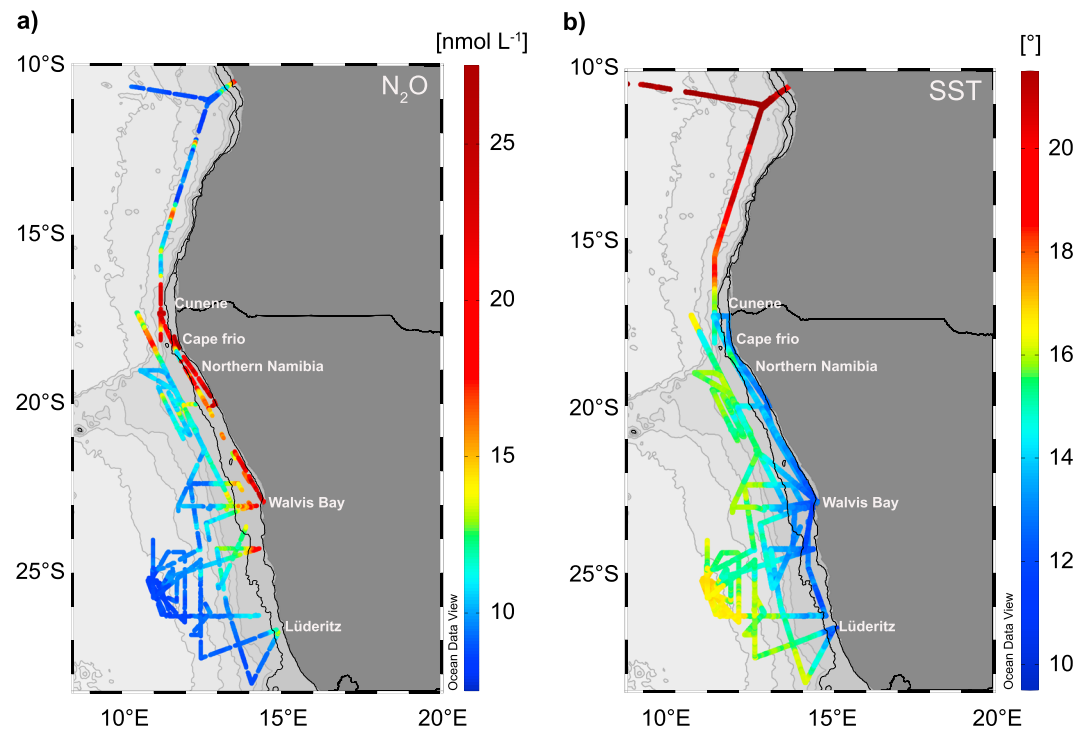 a)
[nmol L⁻¹]
10°S
15°S
20°S
25°S
N₂O
Cunene
Cape frio
Northern Namibia
Walvis Bay
Lüderitz
Ocean Data View
10°E
15°E
20°E
25
20
15
10
b)
[°]
10°S
15°S
20°S
25°S
SST
Cunene
Cape frio
Northern Namibia
Walvis Bay
Lüderitz
Ocean Data View
10°E
15°E
20°E
20
18
16
14
12
10